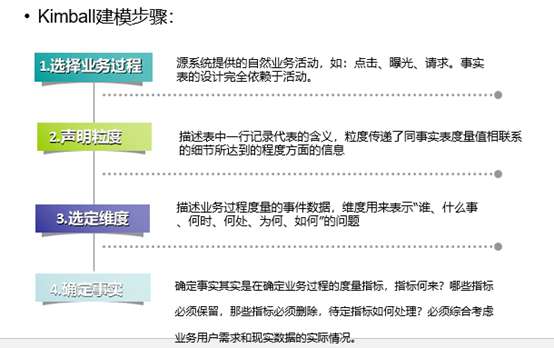 • Kimball建模步骤：
1.选择业务过程
源系统提供的自然业务活动，如：点击、曝光、请求。事实
表的设计完全依赖于活动。
2.声明粒度
描述表中一行记录代表的含义，粒度传递了同事实表度量值相联系
的细节所达到的程度方面的信息
3.选定维度
描述业务过程度量的事件数据，维度用来表示“谁、什么事
、何时、何处、为何、如何”的问题
4.确定事实
确定事实其实是在确定业务过程的度量指标，指标何来？哪些指标
必须保留，那些指标必须删除，待定指标如何处理？必须综合考虑
业务用户需求和现实数据的实际情况。